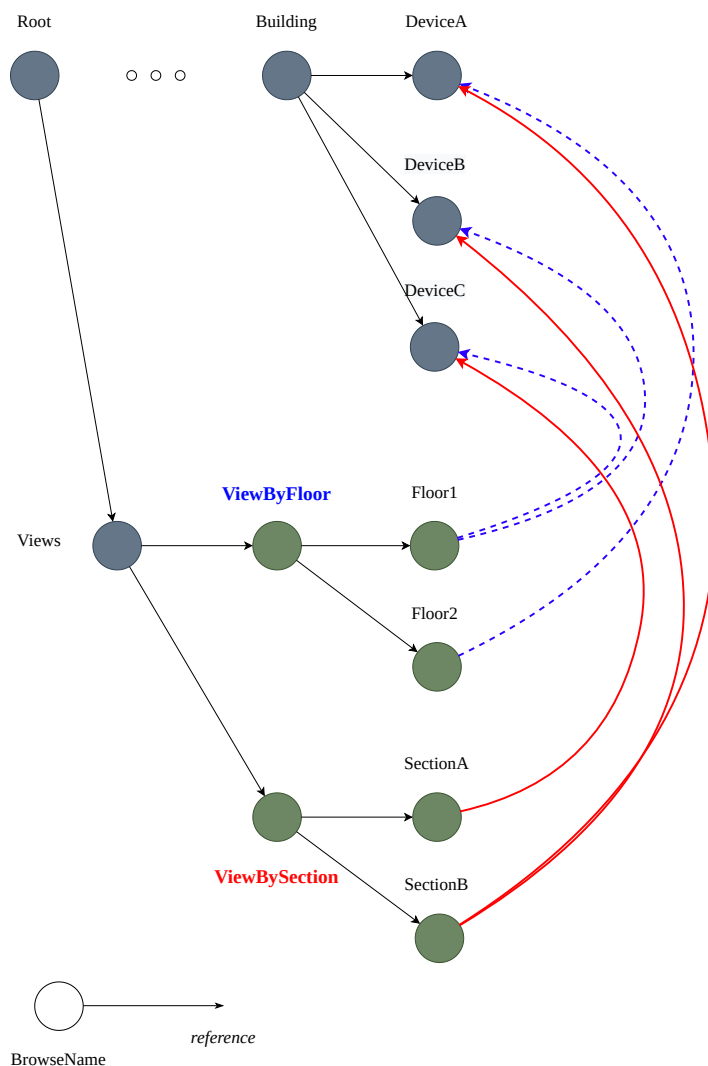 Root
Building
DeviceA
DeviceB
DeviceC
ViewByFloor
Floor1
Views
Floor2
SectionA
ViewBySection
SectionB
reference
BrowseName